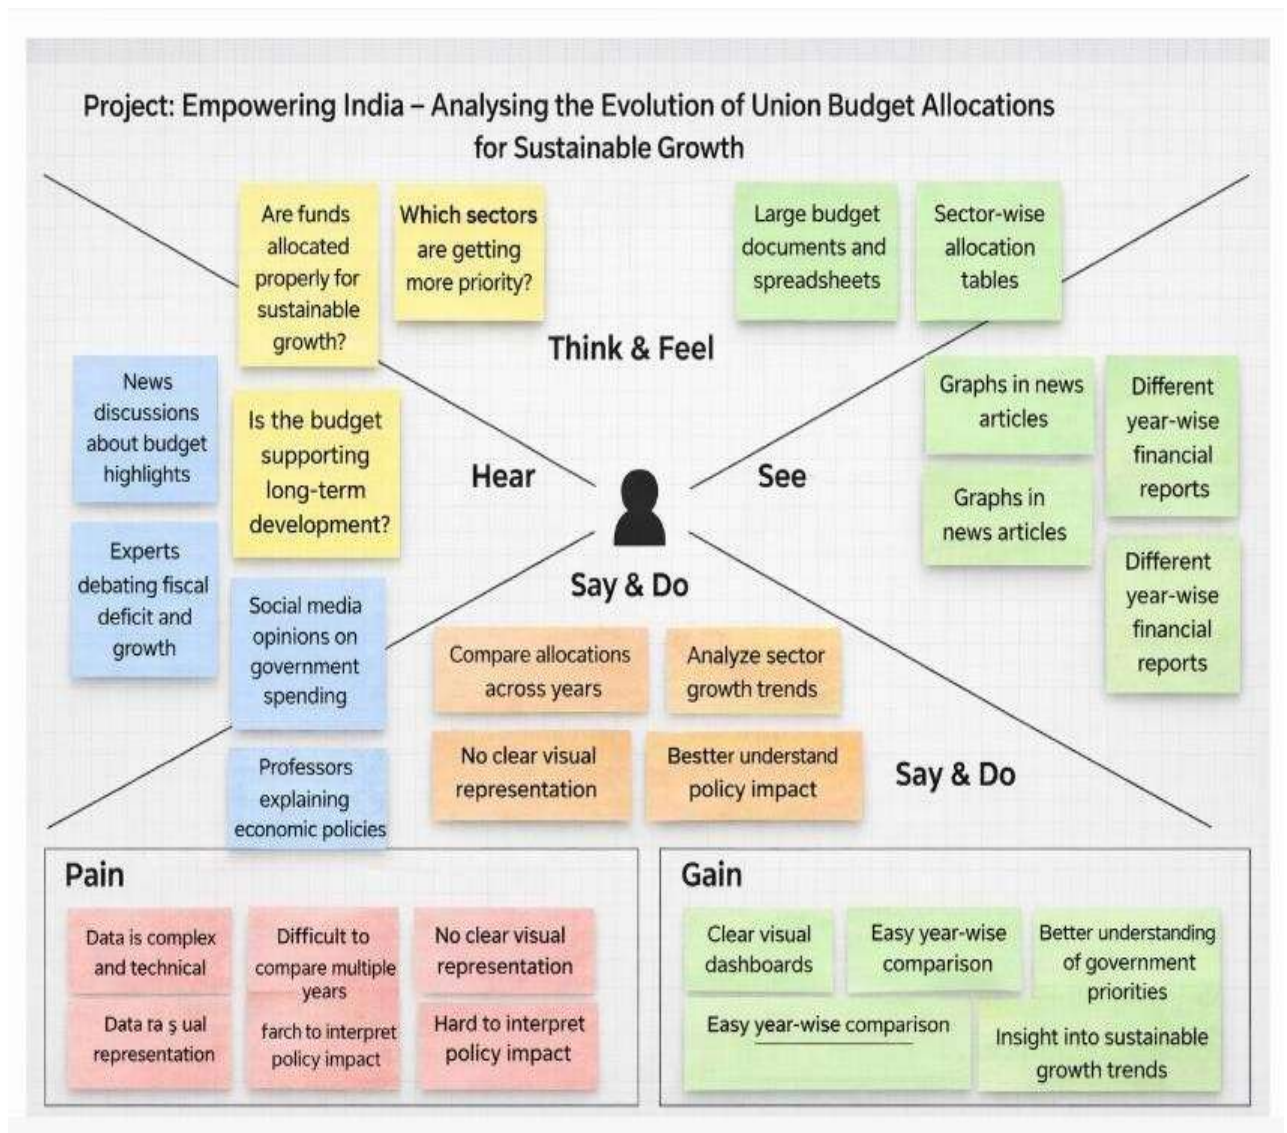 Project: Empowering India – Analysing the Evolution of Union Budget Allocations
for Sustainable Growth
Are funds
allocated
properly for
sustainable
growth?
Which sectors
are getting
more priority?
Large budget
documents and
spreadsheets
Sector-wise
allocation
tables
Think & Feel
News
discussions
about budget
highlights
Is the budget
supporting
long-term
development?
Hear
See
Graphs in news
articles
Different
year-wise
financial
reports
Graphs in
news articles
Different
year-wise
financial
reports
Experts
debating fiscal
deficit and
growth
Social media
opinions on
government
spending
Professors
explaining
economic policies
Say & Do
Compare allocations
across years
Analyze sector
growth trends
No clear visual
representation
Bestter understand
policy impact
Say & Do
Pain
Data is complex
and technical
Difficult to
compare multiple
years
No clear visual
representation
Data ra ş ual
representation
farch to interpret
policy impact
Hard to interpret
policy impact
Gain
Clear visual
dashboards
Easy year-wise
comparison
Better understanding
of government
priorities
Easy year-wise comparison
Insight into sustainable
growth trends